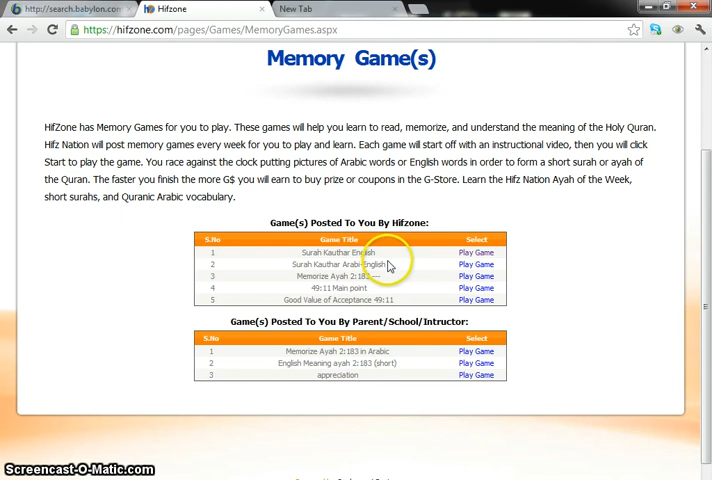 http://search.babylon.com
Hifzone
New Tab
https://hifzone.com/pages/Games/MemoryGames.aspx
Memory Game(s)
HifZone has Memory Games for you to play. These games will help you learn to read, memorize, and understand the meaning of the Holy Quran.
Hifz Nation will post memory games every week for you to play and learn. Each game will start off with an instructional video, then you will click
Start to play the game. You race against the clock putting pictures of Arabic words or English words in order to form a short surah or ayah of
the Quran. The faster you finish the more G$ you will earn to buy prize or coupons in the G-Store. Learn the Hifz Nation Ayah of the Week,
short surahs, and Quranic Arabic vocabulary.
Game(s) Posted To You By Hifzone:
S.No Game Title Select
1 Surah Kauthar English Play Game
2 Surah Kauthar Arabi-English Play Game
3 Memorize Ayah 2:183 --- Play Game
4 49:11 Main point Play Game
5 Good Value of Acceptance 49:11 Play Game
Game(s) Posted To You By Parent/School/Intructor:
S.No Game Title Select
1 Memorize Ayah 2:183 in Arabic Play Game
2 English Meaning ayah 2:183 (short) Play Game
3 appreciation Play Game
Screencast-O-Matic.com